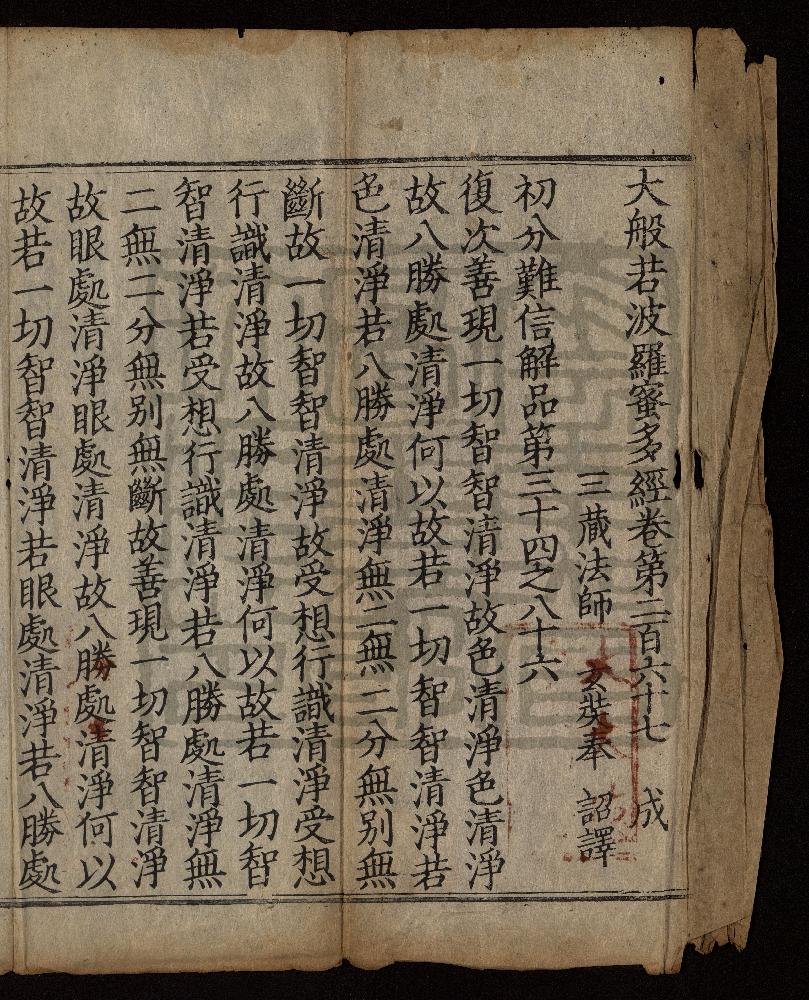 大般若波羅蜜多經卷第二百六十七 成
三藏法師 玄奘奉 詔譯
初分難信解品第三十四之八十六
復次善現一切智智清淨故色清淨色清淨
故八勝處清淨何以故若一切智智清淨若
色清淨若八勝處清淨無二無二分無別無
斷故一切智智清淨故受想行識清淨受想
行識清淨故八勝處清淨何以故若一切智
智清淨若受想行識清淨若八勝處清淨無
二無二分無別無斷故善現一切智智清淨
故眼處清淨眼處清淨故八勝處清淨何以
故若一切智智清淨若眼處清淨若八勝處